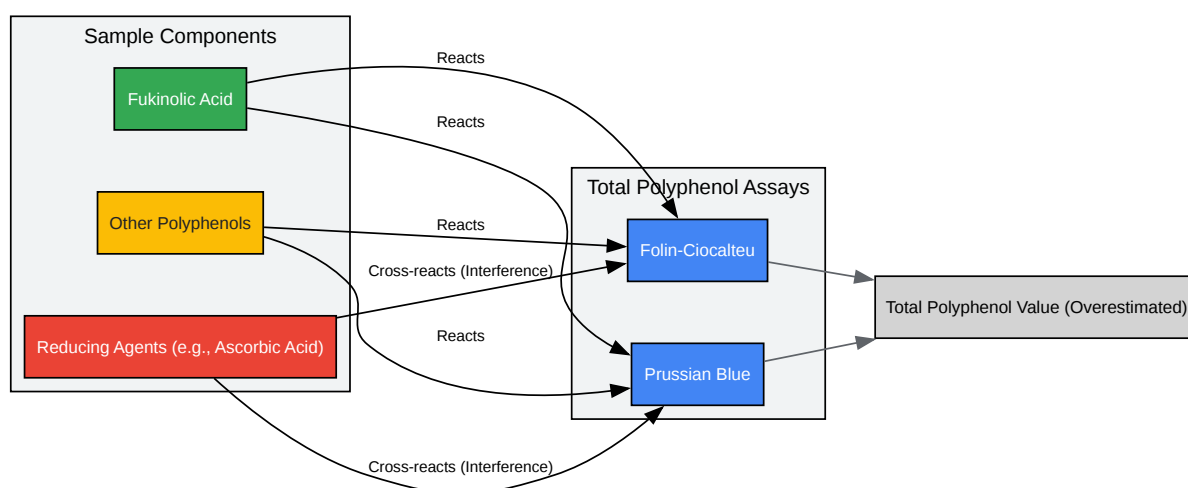 Sample Components
Fukinolic Acid
Other Polyphenols
Reducing Agents (e.g., Ascorbic Acid)
Reacts
Reacts
Reacts
Cross-reacts (Interference)
Reacts
Cross-reacts (Interference)
Total Polyphenol Assays
Folin-Ciocalteu
Prussian Blue
Total Polyphenol Value (Overestimated)